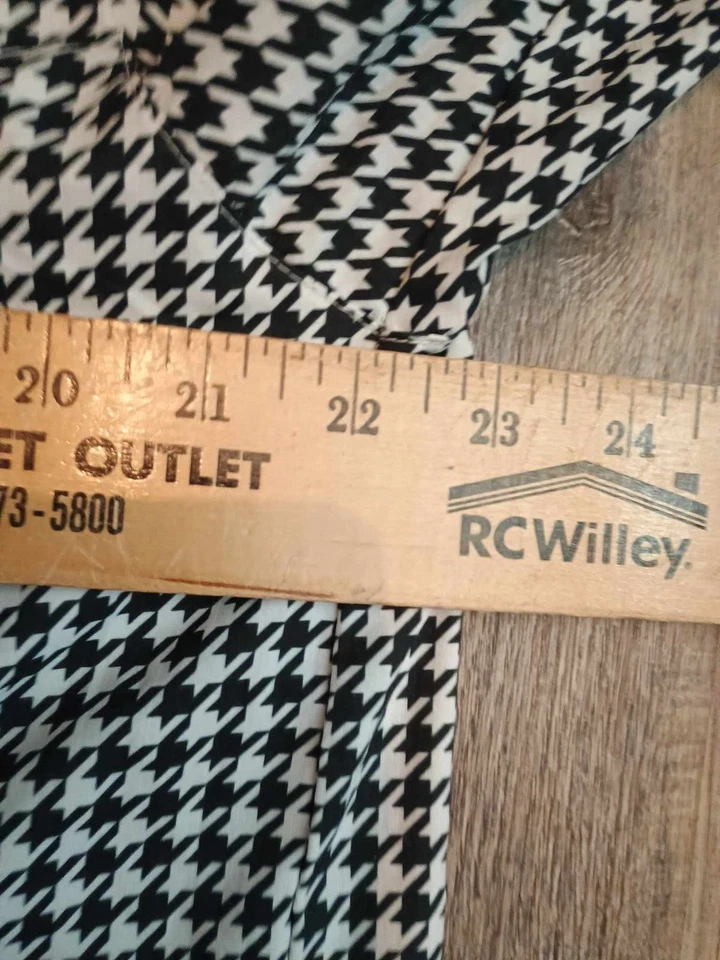 20 21 22 23 24
ET OUTLET
73-5800
RCWilley.